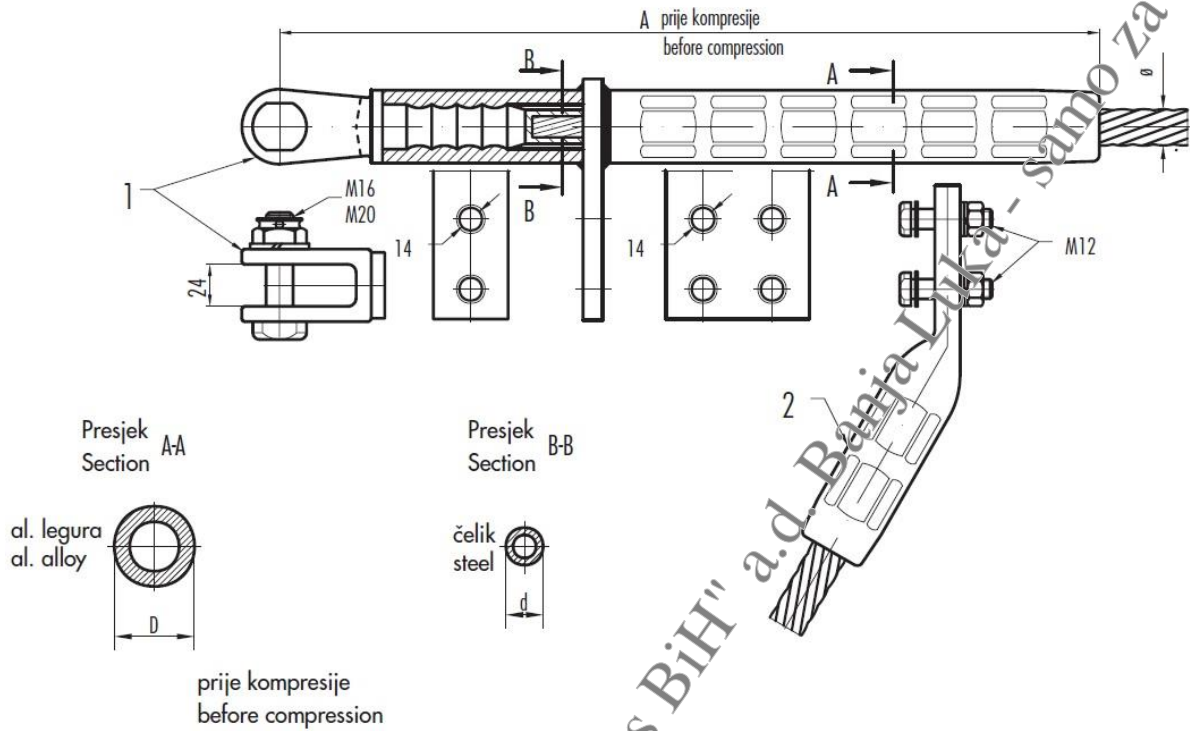 A prije kompresije
before compression
B
A
ø
1
M16
M20
24
14
B
14
A
M12
2
Presjek
Section
A-A
Presjek
Section
B-B
al. legura
al. alloy
čelik
steel
D
d
prije kompresije
before compression
s BiH" a.d. Banja Luka - samo za